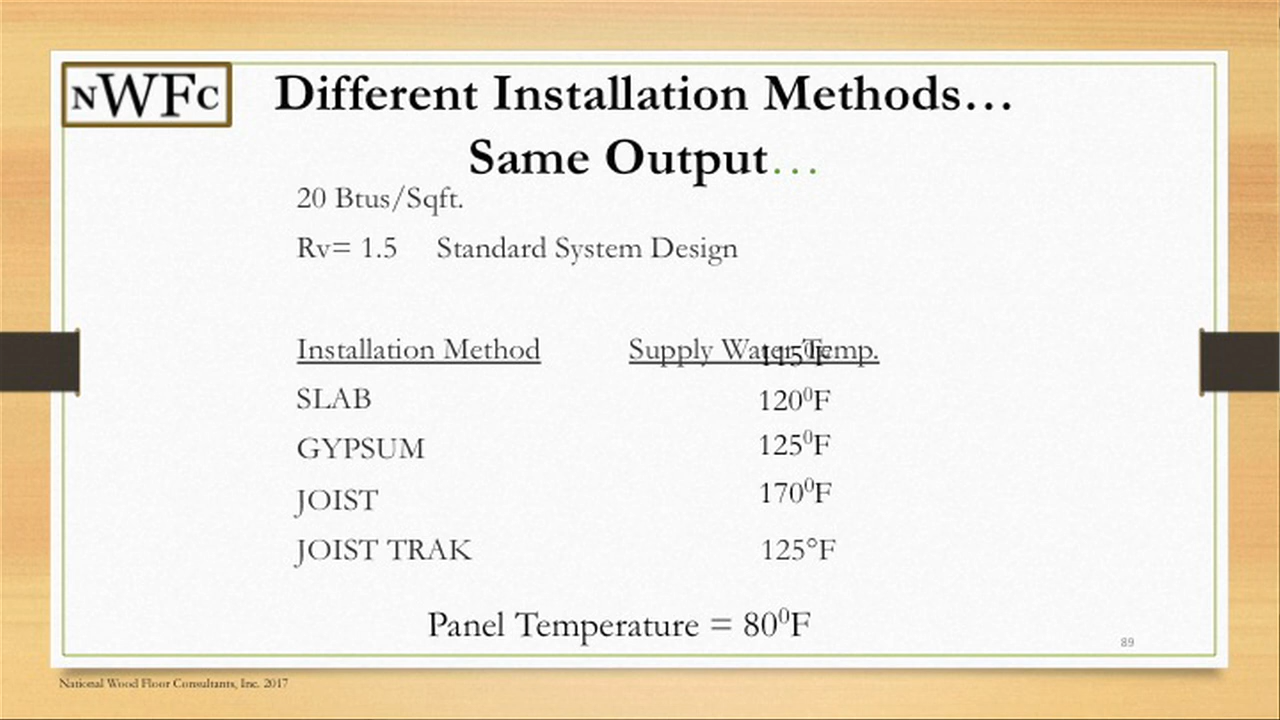 NWFC
Different Installation Methods…
Same Output…
20 Btus/Sqft.
Rv= 1.5 Standard System Design
Installation Method Supply Water Temp.
115⁰F
SLAB 120⁰F
GYPSUM 125⁰F
JOIST 170⁰F
JOIST TRAK 125°F
Panel Temperature = 80⁰F
89
National Wood Floor Consultants, Inc. 2017